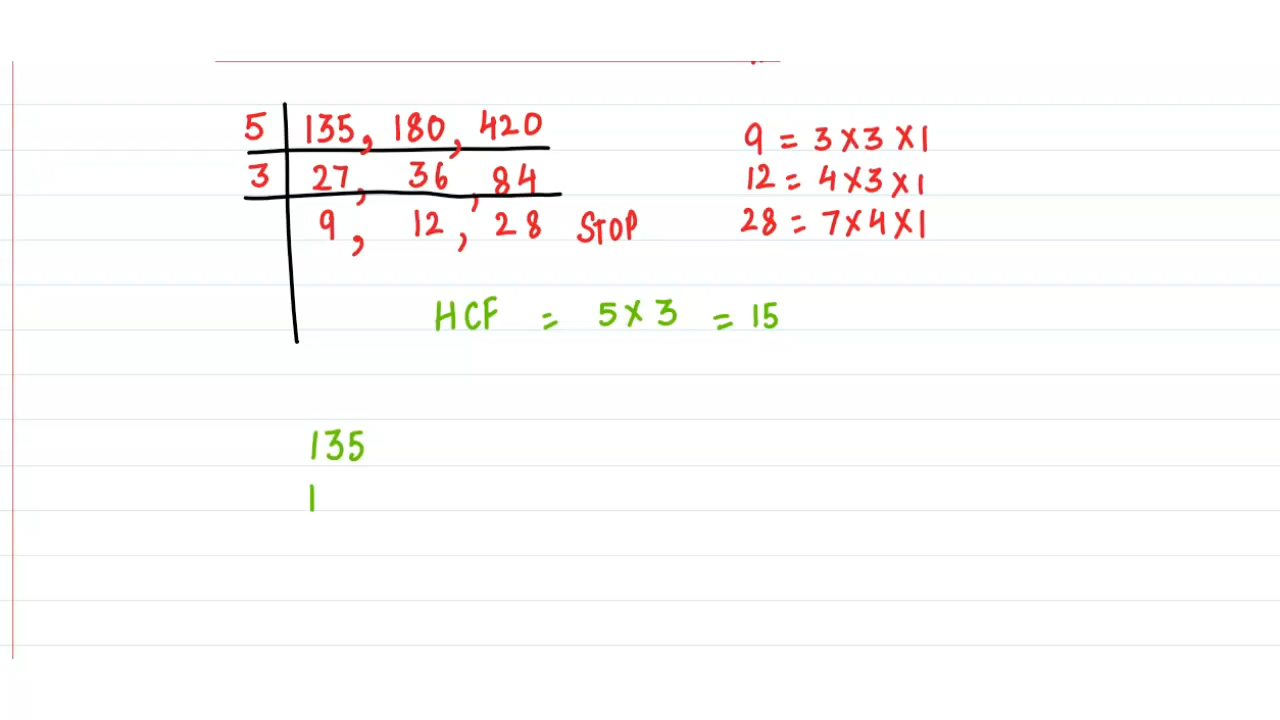 5 135, 180, 420
3 27, 36, 84
9, 12, 28 STOP
9 = 3 × 3 × 1
12 = 4 × 3 × 1
28 = 7 × 4 × 1
HCF = 5 × 3 = 15
135
1